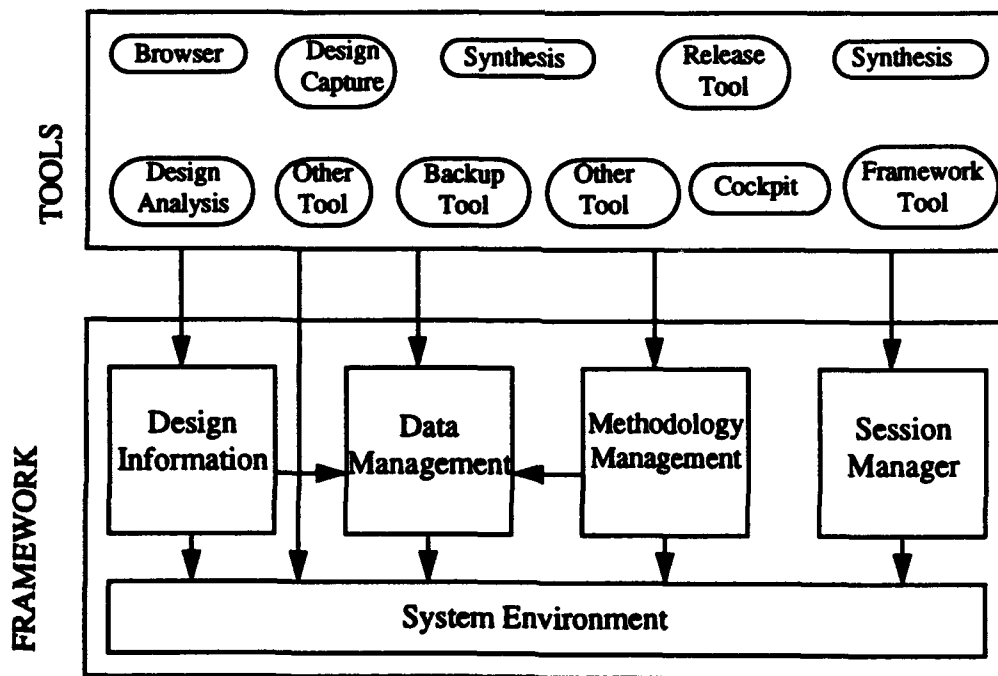 TOOLS
Browser
Design
Capture
Synthesis
Release
Tool
Synthesis
Design
Analysis
Other
Tool
Backup
Tool
Other
Tool
Cockpit
Framework
Tool
FRAMEWORK
Design
Information
Data
Management
Methodology
Management
Session
Manager
System Environment